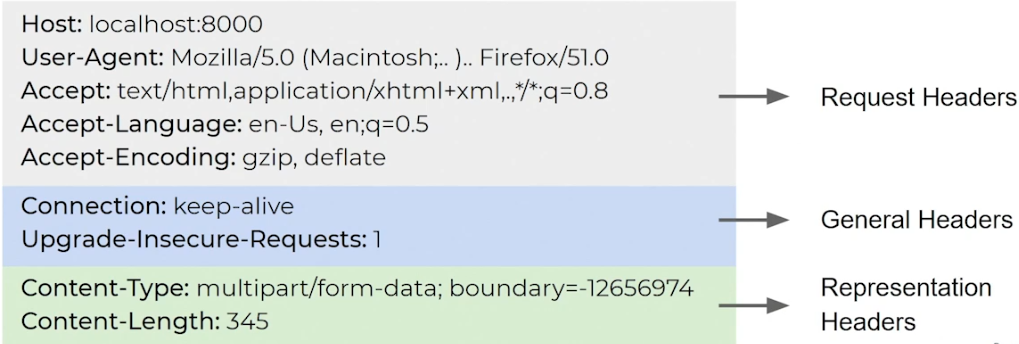 Host: localhost:8000
User-Agent: Mozilla/5.0 (Macintosh;.. ).. Firefox/51.0
Accept: text/html,application/xhtml+xml,.,*/*;q=0.8
Accept-Language: en-Us, en;q=0.5
Accept-Encoding: gzip, deflate
Request Headers
Connection: keep-alive
Upgrade-Insecure-Requests: 1
General Headers
Content-Type: multipart/form-data; boundary=-12656974
Content-Length: 345
Representation
Headers